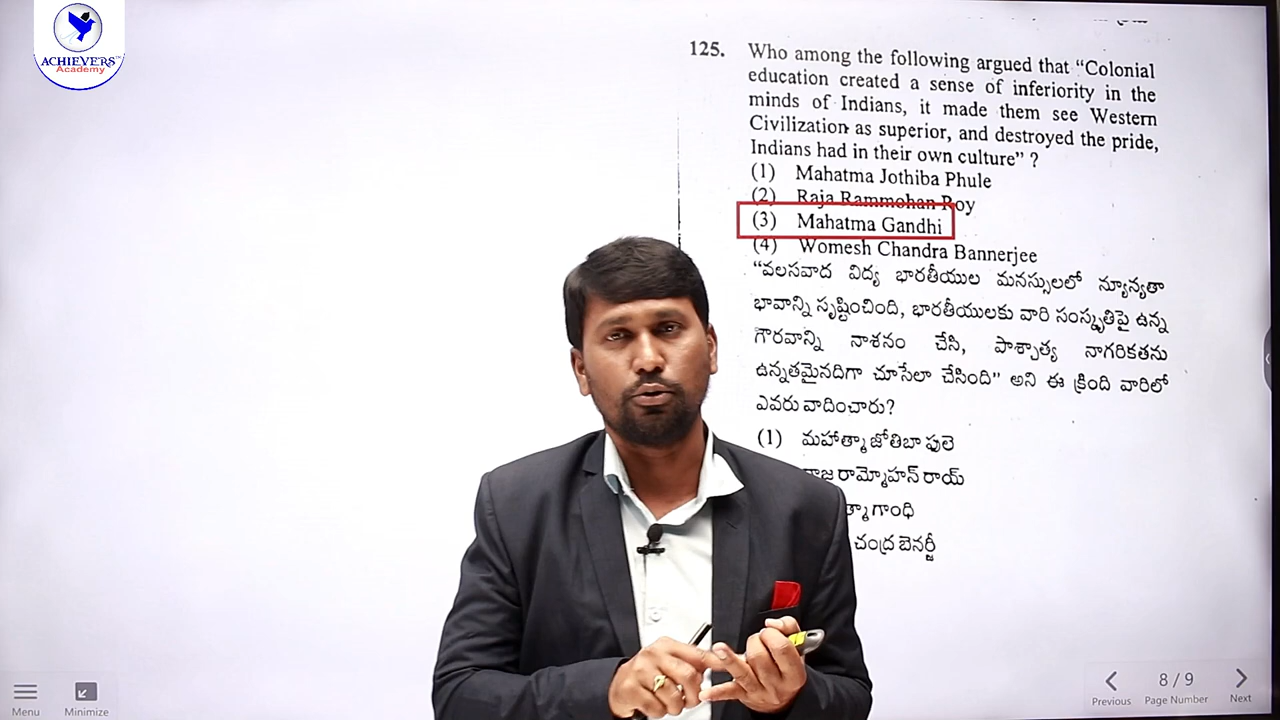 ACHIEVERS™
Academy
125. Who among the following argued that “Colonial
education created a sense of inferiority in the
minds of Indians, it made them see Western
Civilization as superior, and destroyed the pride,
Indians had in their own culture” ?
(1) Mahatma Jothiba Phule
(2) Raja Rammohan Roy
(3) Mahatma Gandhi
(4) Womesh Chandra Bannerjee
“వలసవాద విద్య భారతీయుల మనస్సులలో న్యూన్యతా
భావాన్ని సృష్టించింది, భారతీయులకు వారి సంస్కృతిపై ఉన్న
గౌరవాన్ని నాశనం చేసి, పాశ్చాత్య నాగరికతను
ఉన్నతమైనదిగా చూసేలా చేసింది” అని ఈ క్రింది వారిలో
ఎవరు వాదించారు?
(1) మహాత్మా జోతిబా ఫులె
రామ్మోహన్ రాయ్
గాంధి
చంద్ర బెనర్జీ
Menu
Minimize
8 / 9
Previous
Page Number
Next